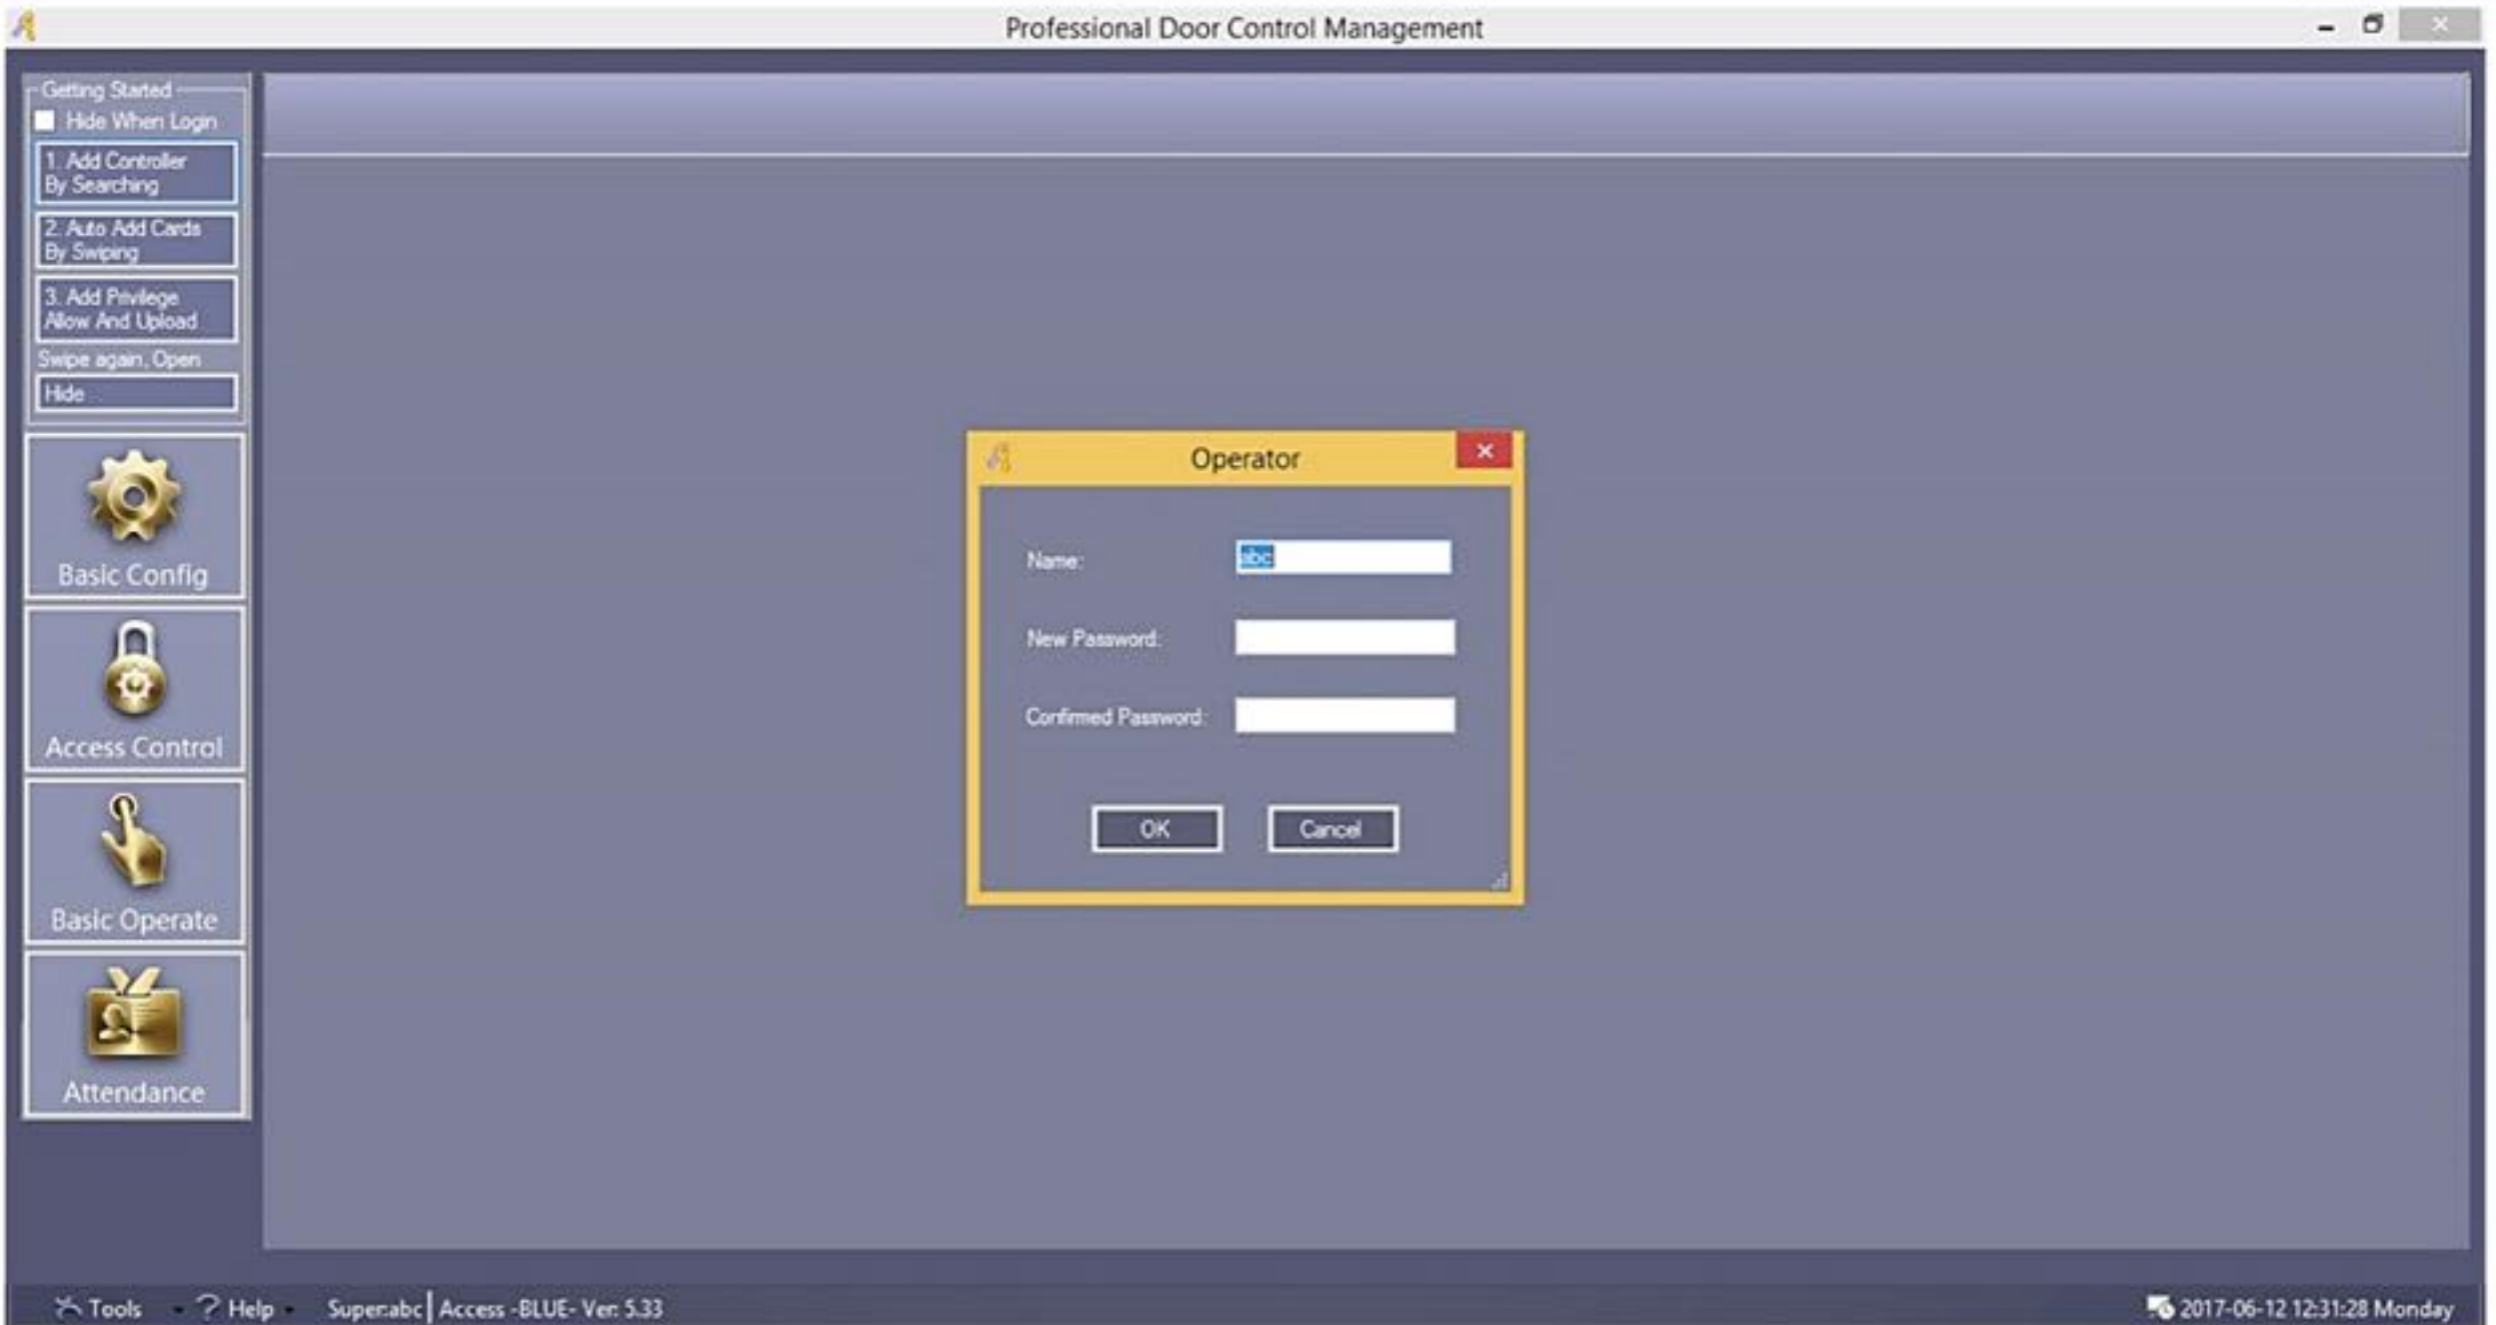 Professional Door Control Management
Getting Started
Hide When Login
1. Add Controller
By Searching
2. Auto Add Cards
By Swiping
3. Add Privilege
Allow And Upload
Swipe again, Open
Hide
Basic Config
Access Control
Basic Operate
Attendance
Operator
Name:
abc
New Password:
Confirmed Password:
OK
Cancel
Tools
Help
Super:abc
Access -BLUE- Ver: 5.33
2017-06-12 12:31:28 Monday